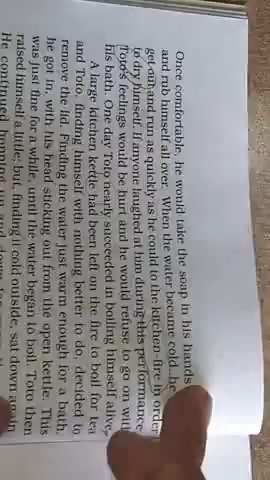 Once comfortable, he would take the soap in his hands
and rub himself all over. When the water became cold, he
get out and run as quickly as he could to the kitchen-fire in order
to dry himself. If anyone laughed at him during this performance
Toto's feelings would be hurt and he would refuse to go on with
his bath. One day Toto nearly succeeded in boiling himself alive.
A large kitchen kettle had been left on the fire to boil for tea
and Toto, finding himself with nothing better to do, decided to
remove the lid. Finding the water just warm enough for a bath,
he got in, with his head sticking out from the open kettle. This
was just fine for a while, until the water began to boil. Toto then
raised himself a little; but, finding it cold outside, sat down again
He continued hopping up and down